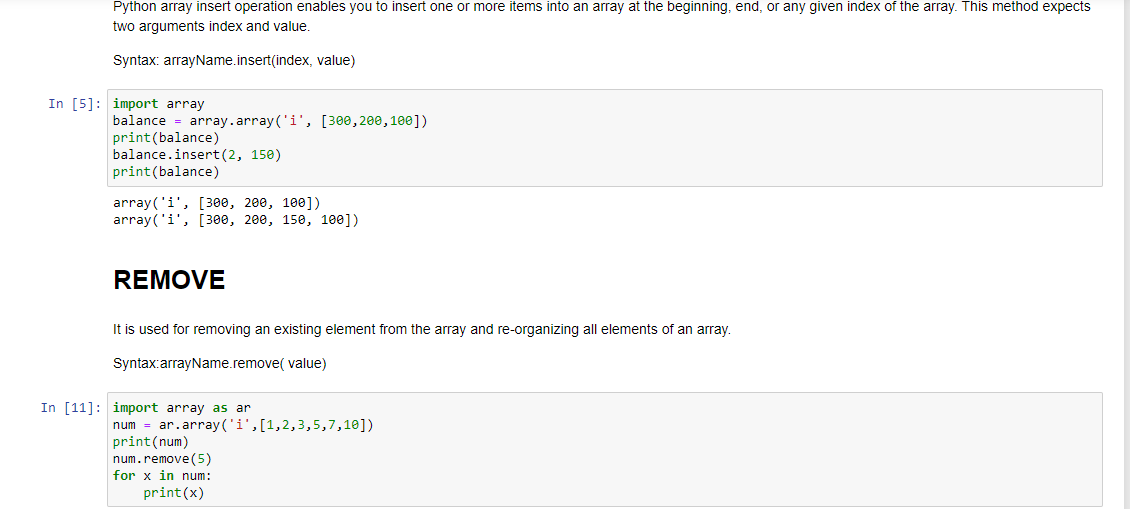 Python array insert operation enables you to insert one or more items into an array at the beginning, end, or any given index of the array. This method expects
two arguments index and value.
Syntax: arrayName.insert(index, value)
In [5]: import array
balance = array.array('i', [300,200,100])
print(balance)
balance.insert(2, 150)
print(balance)
array('i', [300, 200, 100])
array('i', [300, 200, 150, 100])
REMOVE
It is used for removing an existing element from the array and re-organizing all elements of an array.
Syntax:arrayName.remove( value)
In [11]: import array as ar
num = ar.array('i',[1,2,3,5,7,10])
print(num)
num.remove(5)
for x in num:
    print(x)